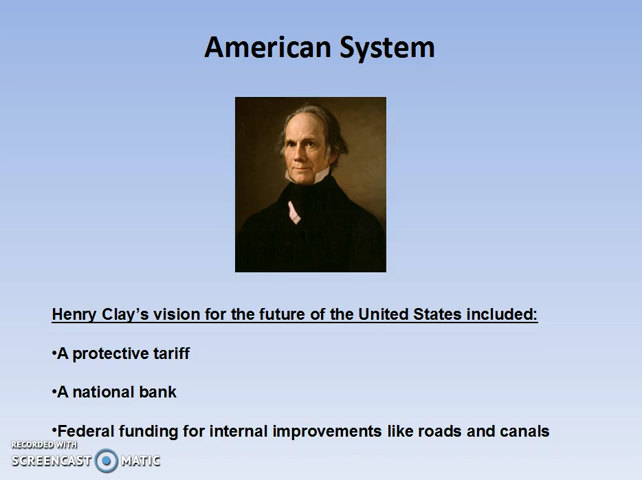 American System
Henry Clay's vision for the future of the United States included:
•A protective tariff
•A national bank
•Federal funding for internal improvements like roads and canals
RECORDED WITH
SCREENCAST MATIC